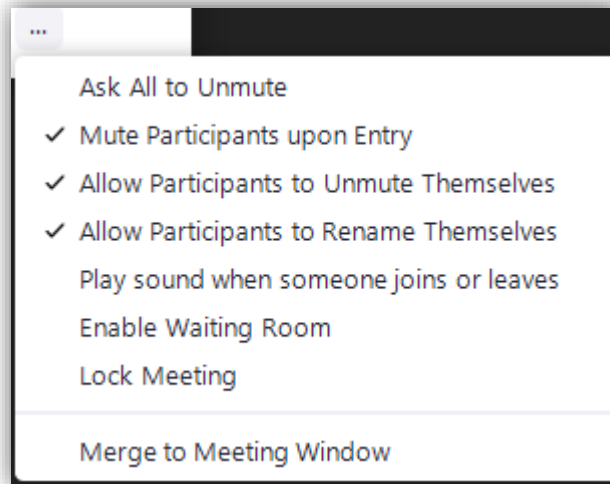 ...
Ask All to Unmute
Mute Participants upon Entry
Allow Participants to Unmute Themselves
Allow Participants to Rename Themselves
Play sound when someone joins or leaves
Enable Waiting Room
Lock Meeting
Merge to Meeting Window